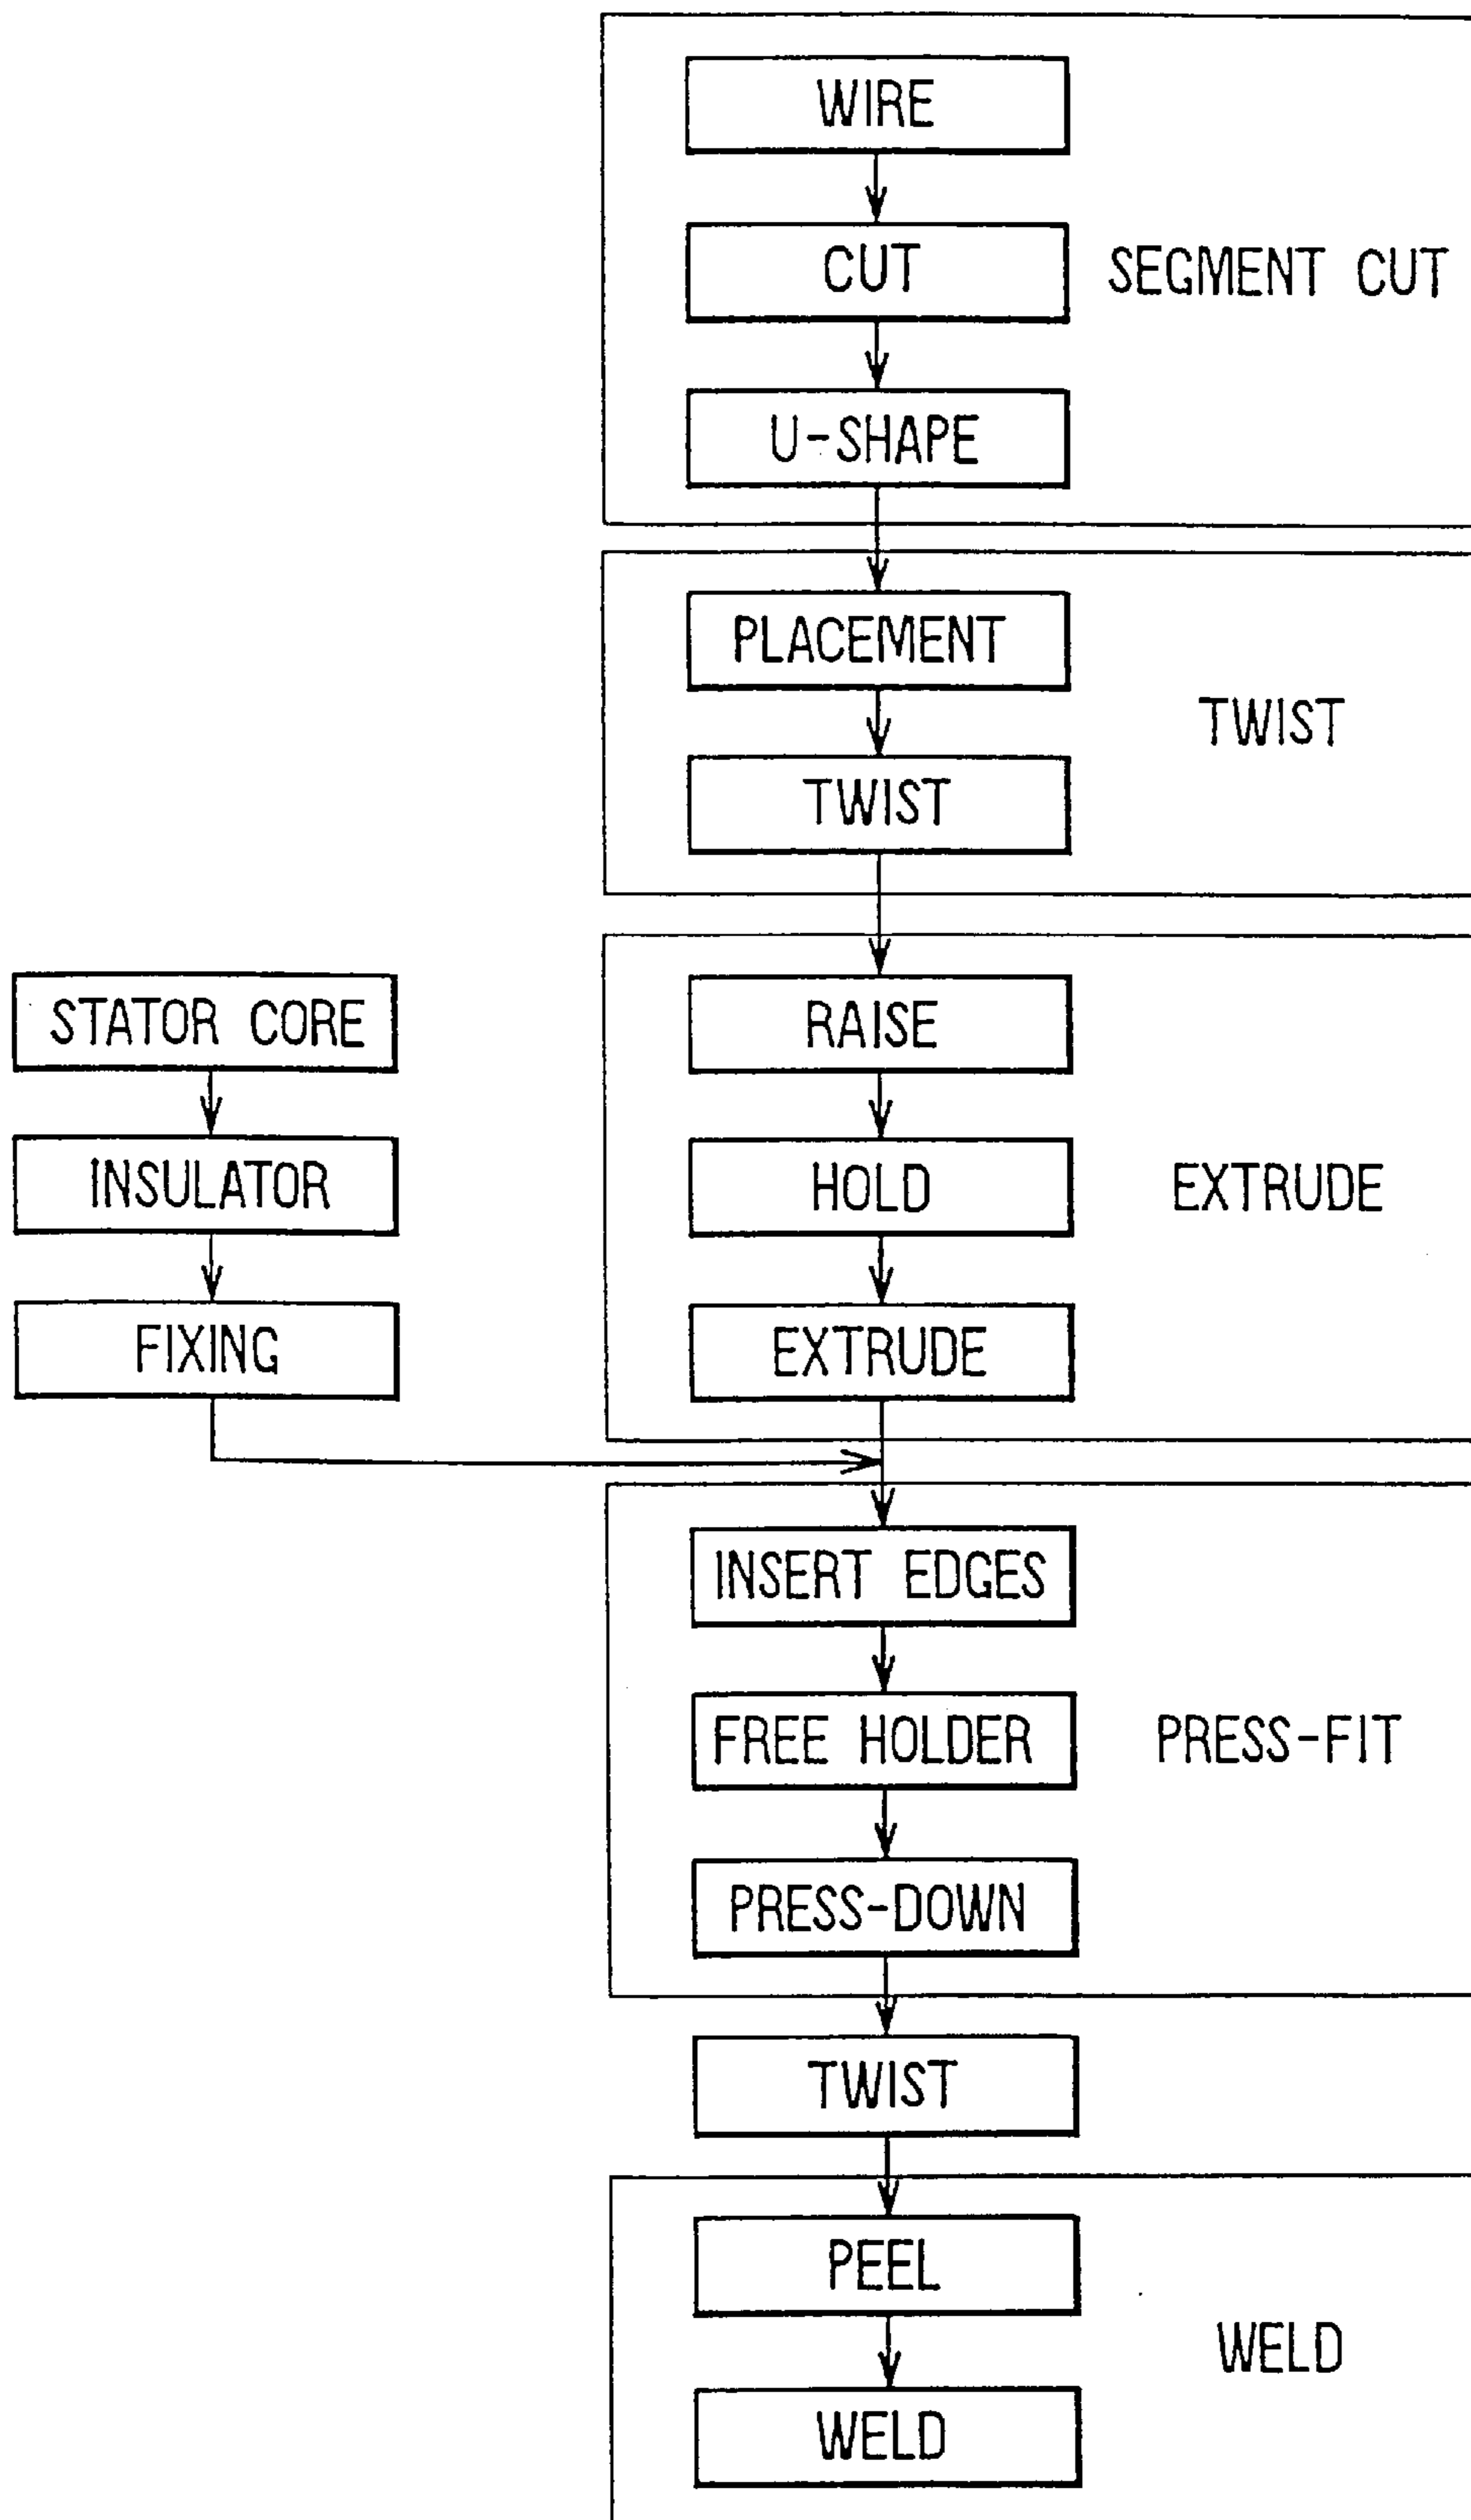 WIRE
CUT
SEGMENT CUT
U-SHAPE
PLACEMENT
TWIST
TWIST
STATOR CORE
RAISE
INSULATOR
HOLD
EXTRUDE
FIXING
EXTRUDE
INSERT EDGES
FREE HOLDER
PRESS-FIT
PRESS-DOWN
TWIST
PEEL
WELD
WELD